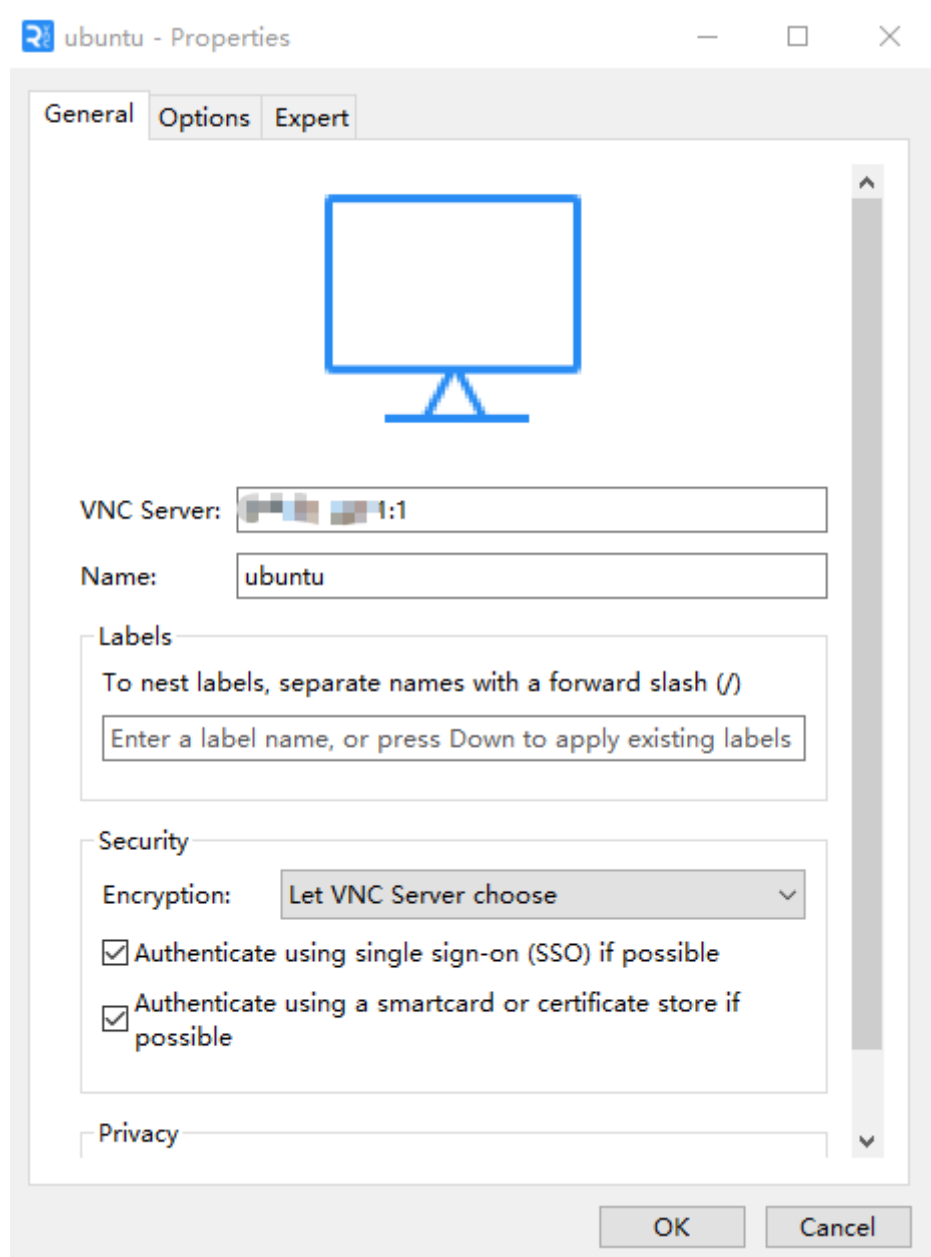 ubuntu - Properties
General Options Expert
VNC Server: 1:1
Name: ubuntu
Labels
To nest labels, separate names with a forward slash (/)
Enter a label name, or press Down to apply existing labels
Security
Encryption: Let VNC Server choose
Authenticate using single sign-on (SSO) if possible
Authenticate using a smartcard or certificate store if
possible
Privacy
OK Cancel